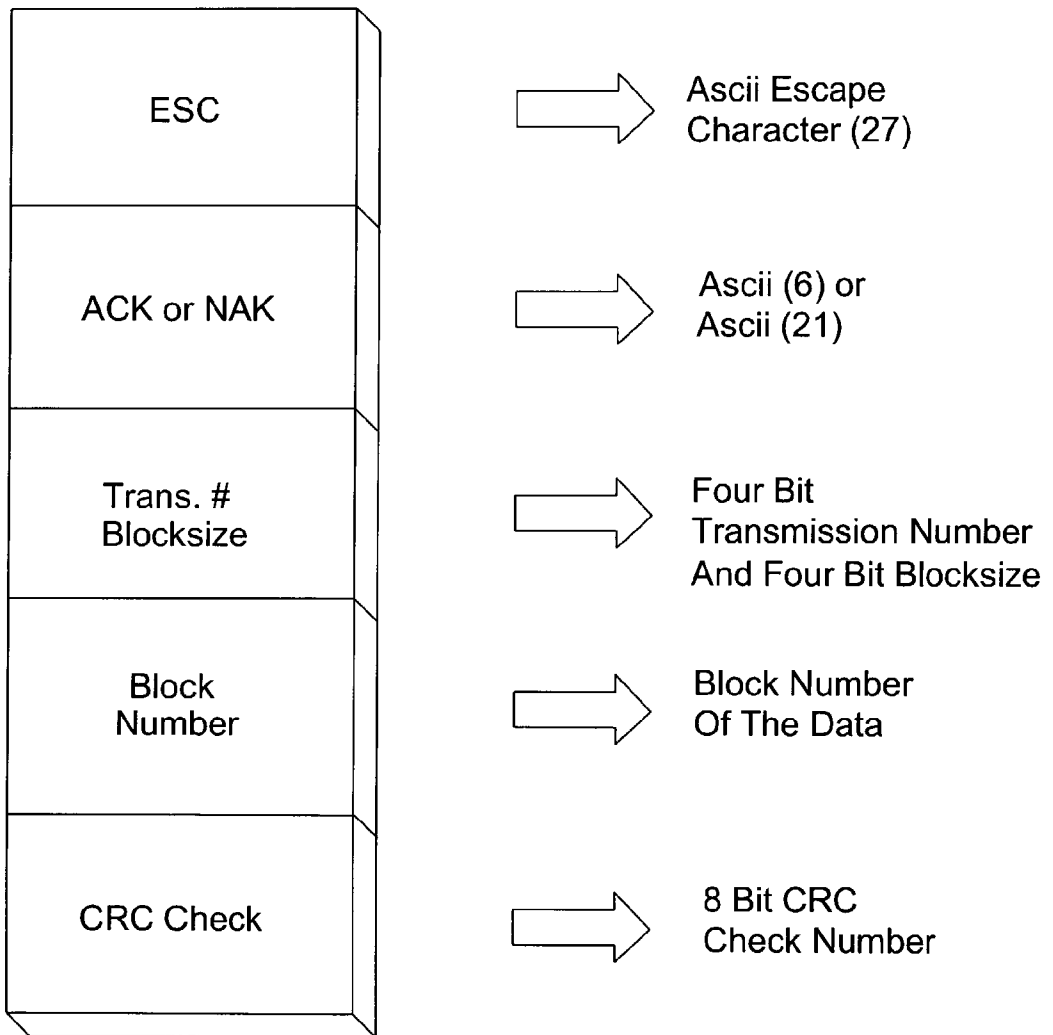 ESC
Ascii Escape
Character (27)
ACK or NAK
Ascii (6) or
Ascii (21)
Trans. #
Blocksize
Four Bit
Transmission Number
And Four Bit Blocksize
Block
Number
Block Number
Of The Data
CRC Check
8 Bit CRC
Check Number